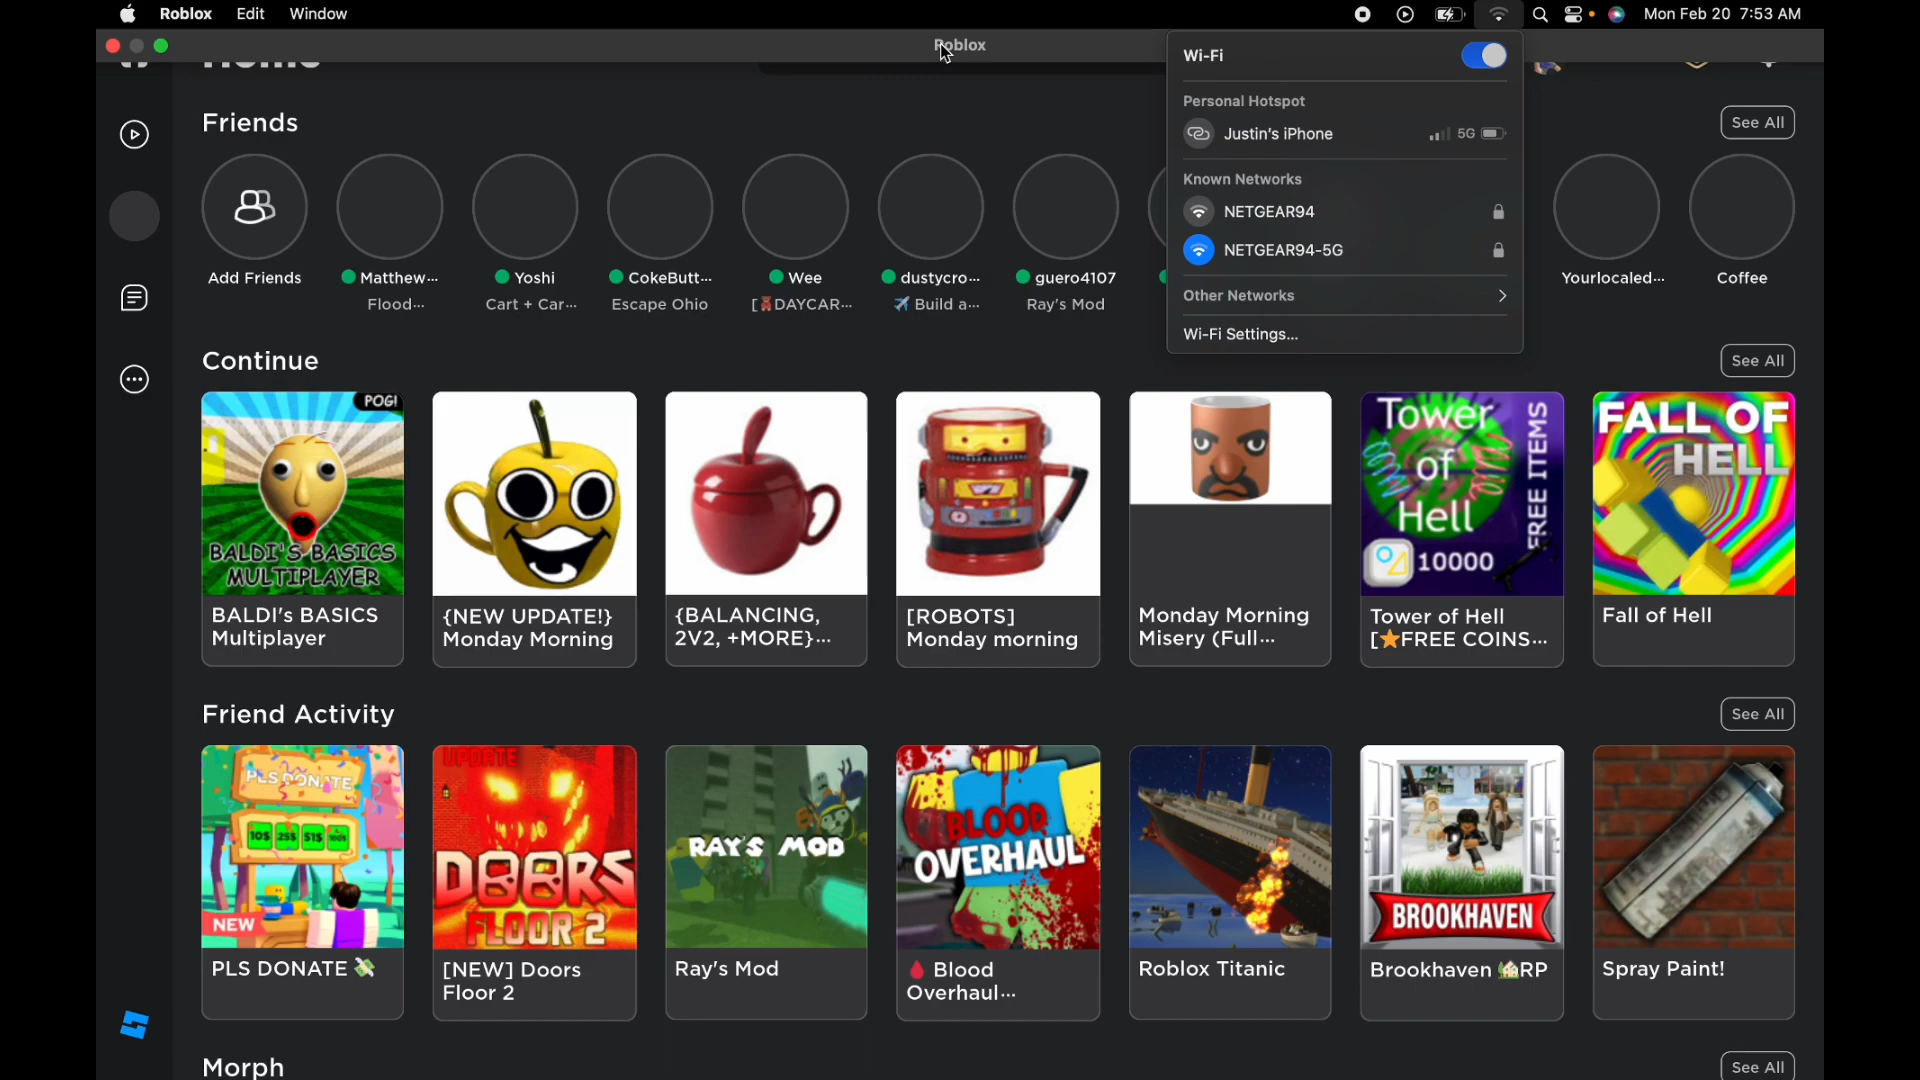 Roblox Edit Window
Mon Feb 20 7:53 AM
Roblox
Home
Wi-Fi
Personal Hotspot
Justin's iPhone 5G
Known Networks
NETGEAR94
NETGEAR94-5G
Other Networks
Wi-Fi Settings...
Friends
See All
Add Friends
Matthew...
Flood...
Yoshi
Cart + Car...
CokeButt...
Escape Ohio
Wee
[🧸DAYCAR...
dustycro...
✈️ Build a...
guero4107
Ray's Mod
Yourlocaled...
Coffee
Continue
See All
POG!
BALDI'S BASICS
MULTIPLAYER
BALDI's BASICS
Multiplayer
{NEW UPDATE!}
Monday Morning
{BALANCING,
2V2, +MORE}...
[ROBOTS]
Monday morning
Monday Morning
Misery (Full...
Tower
of
Hell
FREE ITEMS
10000
Tower of Hell
[⭐FREE COINS...
FALL OF
HELL
Fall of Hell
Friend Activity
See All
PLS DONATE
10$ 25$ 51$ 100$
NEW
PLS DONATE 💸
UPDATE
DOORS
FLOOR 2
[NEW] Doors
Floor 2
RAY'S MOD
Ray's Mod
BLOOD
OVERHAUL
🩸 Blood
Overhaul...
Roblox Titanic
BROOKHAVEN
Brookhaven 🏡RP
Spray Paint!
Morph
See All